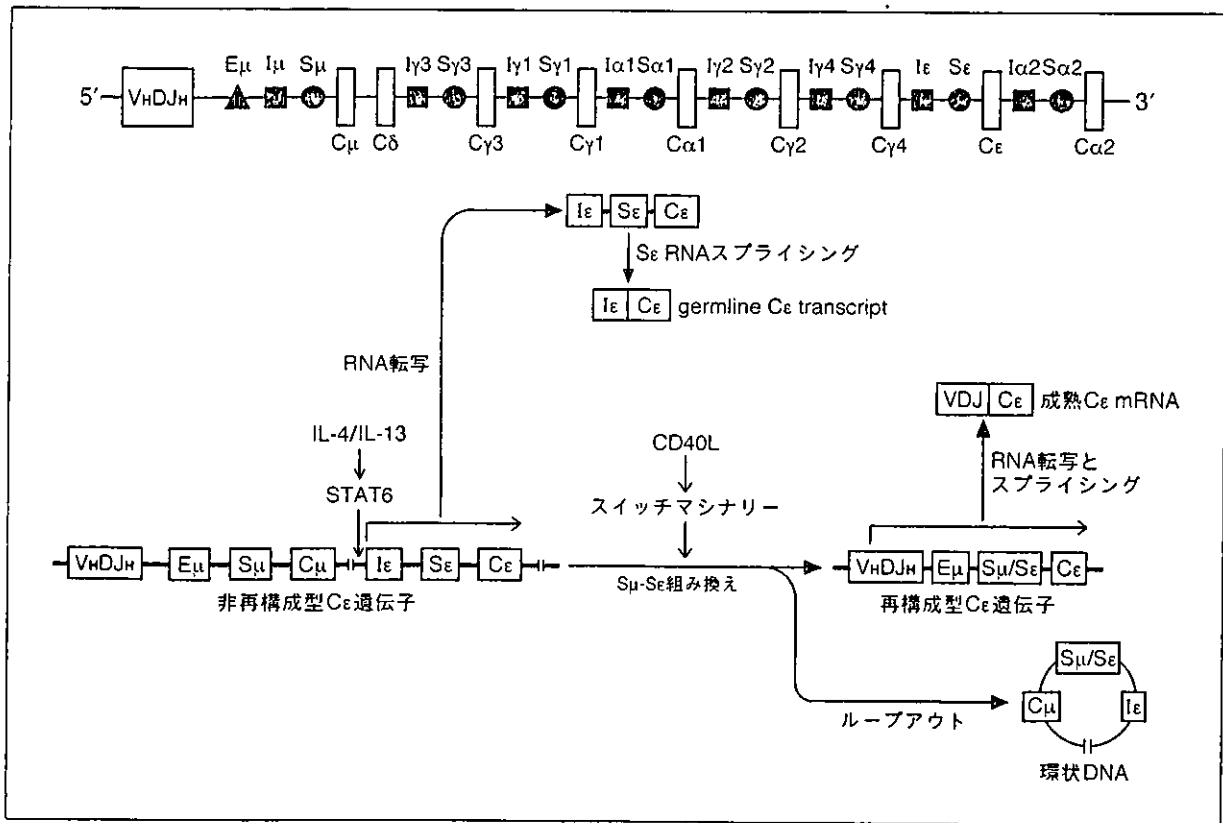 Eμ Iμ Sμ Iγ3 Sγ3 Iγ1 Sγ1 Iα1 Sα1 Iγ2 Sγ2 Iγ4 Sγ4 Iε Sε Iα2 Sα2
5′ VHDJH 3′
Cμ Cδ Cγ3 Cγ1 Cα1 Cγ2 Cγ4 Cε Cα2
Iε Sε Cε
Sε RNAスプライシング
Iε Cε germline Cε transcript
RNA転写
VDJ Cε 成熟Cε mRNA
IL-4/IL-13
CD40L
RNA転写と
スプライシング
STAT6
スイッチマシナリー
VHDJH Eμ Sμ Cμ Iε Sε Cε
Sμ-Sε組み換え
VHDJH Eμ Sμ/Sε Cε
非再構成型Cε遺伝子
再構成型Cε遺伝子
Sμ/Sε
Cμ Iε
ループアウト
環状DNA